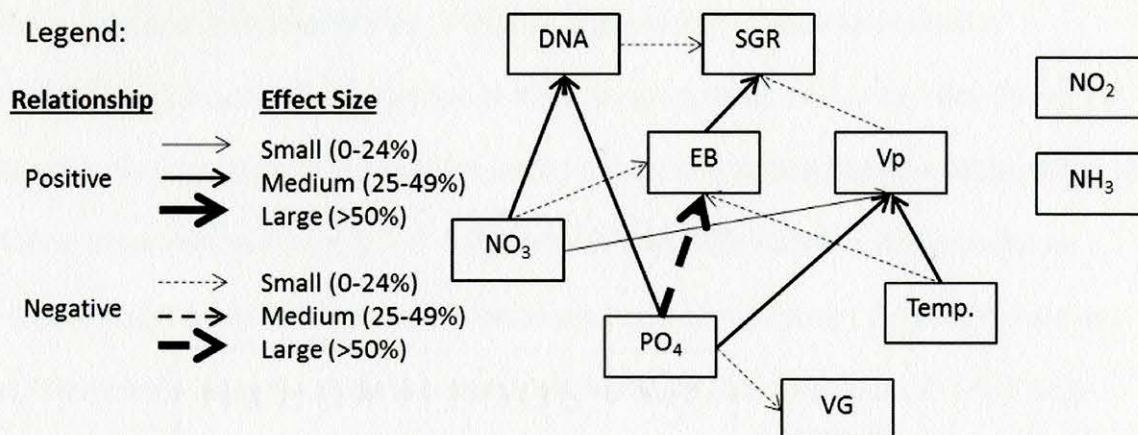 Legend:
Relationship Effect Size
Small (0-24%)
Positive Medium (25-49%)
Large (>50%)
Small (0-24%)
Negative Medium (25-49%)
Large (>50%)
DNA
SGR
NO₂
EB
Vp
NH₃
NO₃
Temp.
PO₄
VG